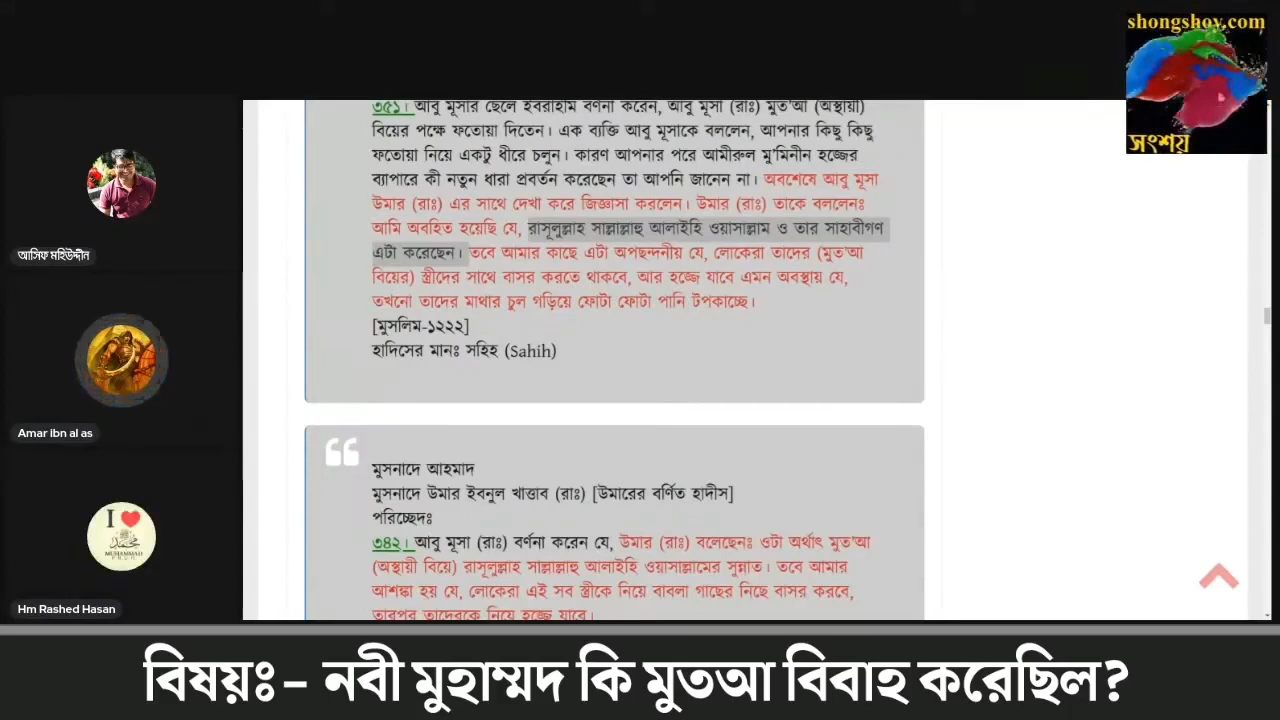 shongshoy.com
সংশয়
আসিফ মহিউদ্দীন
Amar ibn al as
I
MUHAMMAD
P.B.U.H
Hm Rashed Hasan
৩৫১। আবু মূসার ছেলে ইবরাহীম বর্ণনা করেন, আবু মূসা (রাঃ) মুত'আ (অস্থায়ী)
বিয়ের পক্ষে ফতোয়া দিতেন। এক ব্যক্তি আবু মূসাকে বললেন, আপনার কিছু কিছু
ফতোয়া নিয়ে একটু ধীরে চলুন। কারণ আপনার পরে আমীরুল মু'মিনীন হজ্জের
ব্যাপারে কী নতুন ধারা প্রবর্তন করেছেন তা আপনি জানেন না। অবশেষে আবু মূসা
উমার (রাঃ) এর সাথে দেখা করে জিজ্ঞাসা করলেন। উমার (রাঃ) তাকে বললেনঃ
আমি অবহিত হয়েছি যে, রাসূলুল্লাহ সাল্লাল্লাহু আলাইহি ওয়াসাল্লাম ও তার সাহাবীগণ
এটা করেছেন। তবে আমার কাছে এটা অপছন্দনীয় যে, লোকেরা তাদের (মুত'আ
বিয়ের) স্ত্রীদের সাথে বাসর করতে থাকবে, আর হজ্জে যাবে এমন অবস্থায় যে,
তখনো তাদের মাথার চুল গড়িয়ে ফোটা ফোটা পানি টপকাচ্ছে।
[মুসলিম-১২২২]
হাদিসের মানঃ সহিহ (Sahih)
মুসনাদে আহমাদ
মুসনাদে উমার ইবনুল খাত্তাব (রাঃ) [উমারের বর্ণিত হাদীস]
পরিচ্ছেদঃ
৩৪২। আবু মূসা (রাঃ) বর্ণনা করেন যে, উমার (রাঃ) বলেছেনঃ ওটা অর্থাৎ মুত'আ
(অস্থায়ী বিয়ে) রাসূলুল্লাহ সাল্লাল্লাহু আলাইহি ওয়াসাল্লামের সুন্নাত। তবে আমার
আশঙ্কা হয় যে, লোকেরা এই সব স্ত্রীকে নিয়ে বাবলা গাছের নিছে বাসর করবে,
তারপর তাদেরকে নিয়ে হজ্জে যাবে।
বিষয়ঃ– নবী মুহাম্মদ কি মুতআ বিবাহ করেছিল?